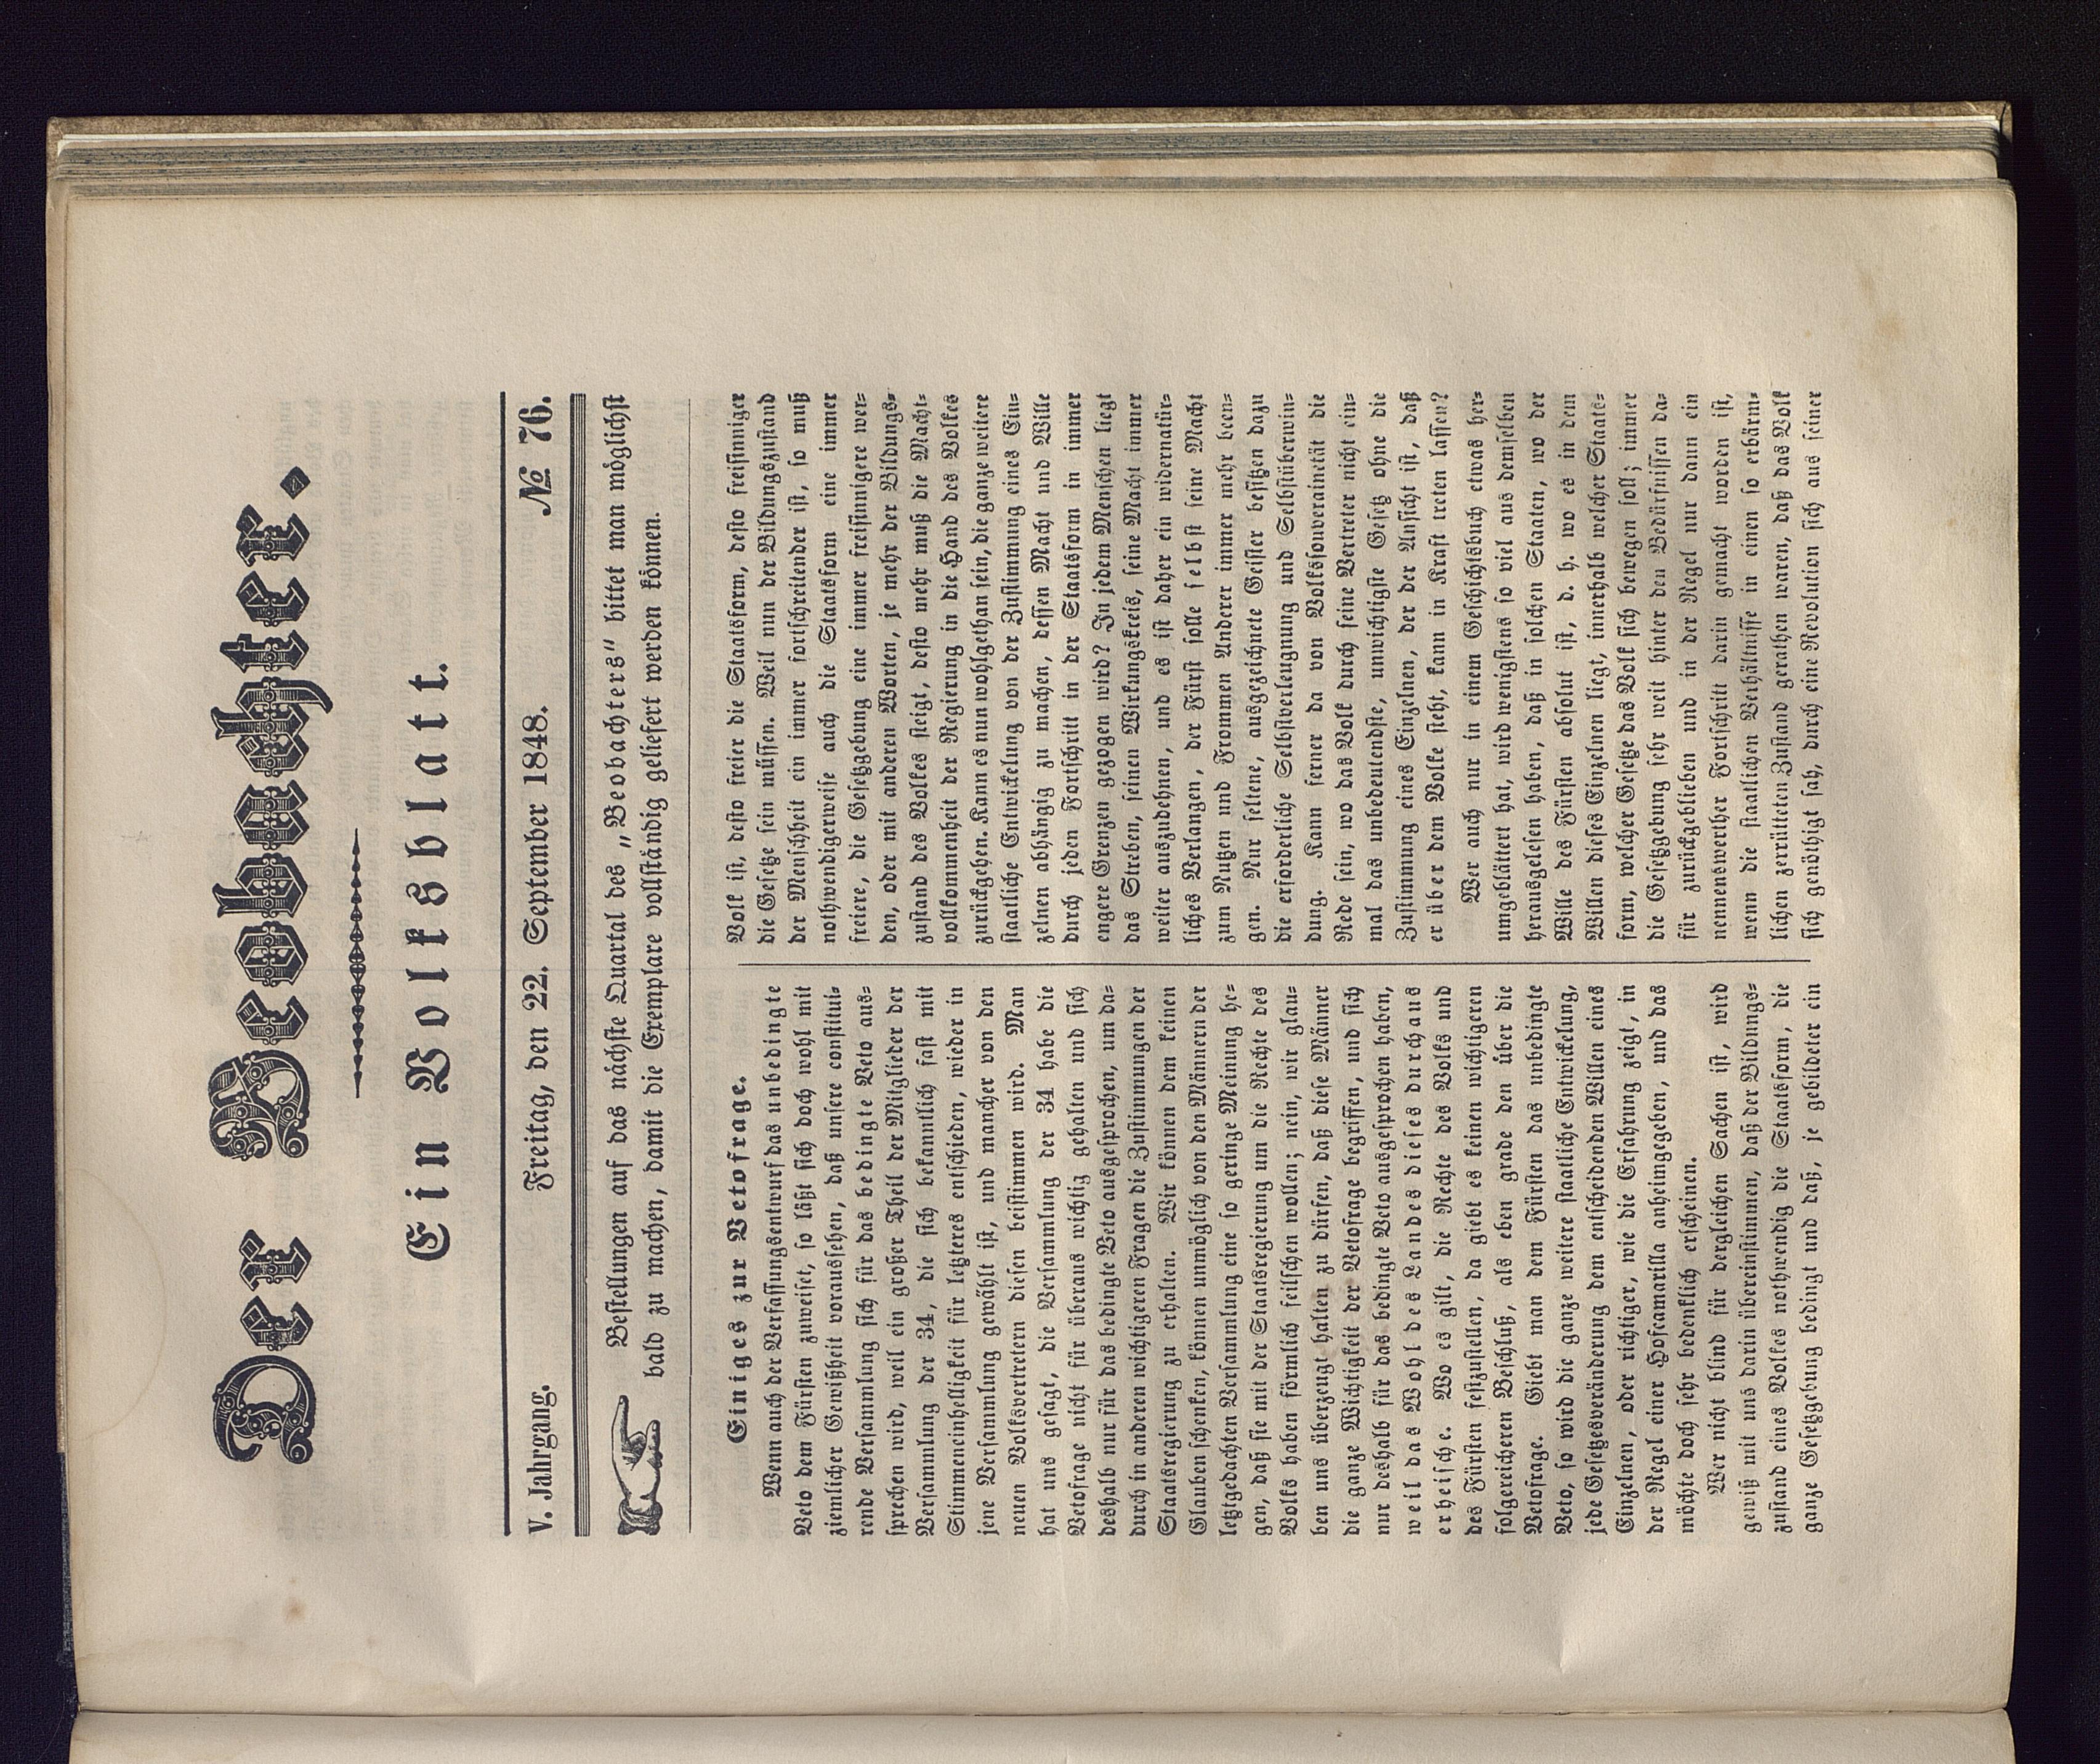 Der Beobachter.
Ein Volksblatt.
V. Jahrgang. Freitag, den 22. September 1848. № 76.
Bestellungen auf das nächste Quartal des „Beobachters" bittet man möglichst
bald zu machen, damit die Exemplare vollständig geliefert werden können.
Einiges zur Vetofrage.
Wenn auch der Verfassungsentwurf das unbedingte
Veto dem Fürsten zuweiset, so läßt sich doch wohl mit
ziemlicher Gewißheit voraussehen, daß unsere constitui-
rende Versammlung sich für das bedingte Veto aus-
sprechen wird, weil ein großer Theil der Mitglieder der
Versammlung der 34, die sich bekanntlich fast mit
Stimmeneinhelligkeit für letzteres entschieden, wieder in
jene Versammlung gewählt ist, und mancher von den
neuen Volksvertretern diesen beistimmen wird. Man
hat uns gesagt, die Versammlung der 34 habe die
Vetofrage nicht für überaus wichtig gehalten und sich
deshalb nur für das bedingte Veto ausgesprochen, um da-
durch in anderen wichtigeren Fragen die Zustimmungen der
Staatsregierung zu erhalten. Wir können dem keinen
Glauben schenken, können unmöglich von den Männern der
letztgedachten Versammlung eine so geringe Meinung he-
gen, daß sie mit der Staatsregierung um die Rechte des
Volks haben förmlich feilschen wollen; nein, wir glau-
ben uns überzeugt halten zu dürfen, daß diese Männer
die ganze Wichtigkeit der Vetofrage begriffen, und sich
nur deshalb für das bedingte Veto ausgesprochen haben,
weil das Wohl des Landes dieses durchaus
erheische. Wo es gilt, die Rechte des Volks und
des Fürsten festzustellen, da giebt es keinen wichtigeren
folgereicheren Beschluß, als eben grade den über die
Vetofrage. Giebt man dem Fürsten das unbedingte
Veto, so wird die ganze weitere staatliche Entwickelung,
jede Gesetzesveränderung dem entscheidenden Willen eines
Einzelnen, oder richtiger, wie die Erfahrung zeigt, in
der Regel einer Hofcamarilla anheimgegeben, und das
möchte doch sehr bedenklich erscheinen.
Wer nicht blind für dergleichen Sachen ist, wird
gewiß mit uns darin übereinstimmen, daß der Bildungs-
zustand eines Volkes nothwendig die Staatsform, die
ganze Gesetzgebung bedingt und daß, je gebildeter ein
Volk ist, desto freier die Staatsform, desto freisinniger
die Gesetze sein müssen. Weil nun der Bildungszustand
der Menschheit ein immer fortschreitender ist, so muß
nothwendigerweise auch die Staatsform eine immer
freiere, die Gesetzgebung eine immer freisinnigere wer-
den, oder mit anderen Worten, je mehr der Bildungs-
zustand des Volkes steigt, desto mehr muß die Macht-
vollkommenheit der Regierung in die Hand des Volkes
zurückgehen. Kann es nun wohlgethan sein, die ganze weitere
staatliche Entwickelung von der Zustimmung eines Ein-
zelnen abhängig zu machen, dessen Macht und Wille
durch jeden Fortschritt in der Staatsform in immer
engere Grenzen gezogen wird? In jedem Menschen liegt
das Streben, seinen Wirkungskreis, seine Macht immer
weiter auszudehnen, und es ist daher ein widernatür-
liches Verlangen, der Fürst solle selbst seine Macht
zum Nutzen und Frommen Anderer immer mehr been-
gen. Nur seltene, ausgezeichnete Geister besitzen dazu
die erforderliche Selbstverleugnung und Selbstüberwin-
dung. Kann ferner da von Volkssouverainetät die
Rede sein, wo das Volk durch seine Vertreter nicht ein-
mal das unbedeutendste, unwichtigste Gesetz ohne die
Zustimmung eines Einzelnen, der der Ansicht ist, daß
er über dem Volke steht, kann in Kraft treten lassen?
Wer auch nur in einem Geschichtsbuch etwas her-
umgeblättert hat, wird wenigstens so viel aus demselben
herausgelesen haben, daß in solchen Staaten, wo der
Wille des Fürsten absolut ist, d. h. wo es in dem
Willen dieses Einzelnen liegt, innerhalb welcher Staats-
form, welcher Gesetze das Volk sich bewegen soll; immer
die Gesetzgebung sehr weit hinter den Bedürfnissen da-
für zurückgeblieben und in der Regel nur dann ein
nennenswerther Fortschritt darin gemacht worden ist,
wenn die staatlichen Verhältnisse in einen so erbärm-
lichen zerrütteten Zustand gerathen waren, daß das Volk
sich genöthigt sah, durch eine Revolution sich aus seiner